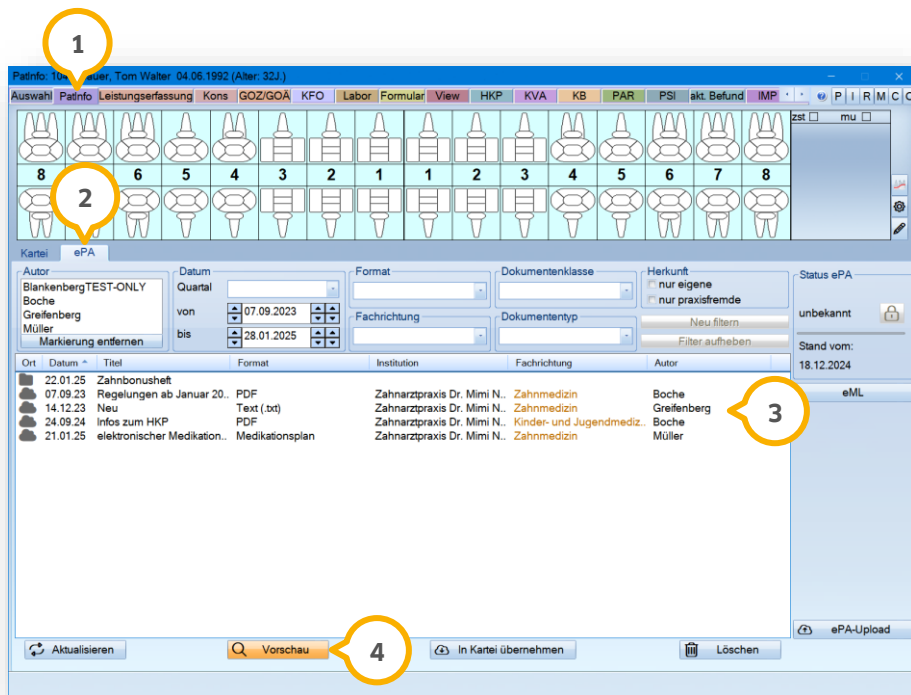 1
PatInfo: 104 auer, Tom Walter 04.06.1992 (Alter: 32J.)
Auswahl PatInfo Leistungserfassung Kons GOZ/GOÄ KFO Labor Formular View HKP KVA KB PAR PSI akt. Befund IMP P I R M C
zst mu
8 6 5 4 3 2 1 1 2 3 4 5 6 7 8
2
Kartei ePA
Autor Datum Format Dokumentenklasse Herkunft Status ePA
BlankenbergTEST-ONLY Quartal nur eigene
Boche nur praxisfremde
Greifenberg von 07.09.2023 Fachrichtung Dokumententyp Neu filtern unbekannt
Müller bis 28.01.2025 Filter aufheben
Markierung entfernen
Stand vom:
18.12.2024
Ort Datum Titel Format Institution Fachrichtung Autor
eML
22.01.25 Zahnbonusheft
07.09.23 Regelungen ab Januar 20.. PDF Zahnarztpraxis Dr. Mimi N.. Zahnmedizin Boche
14.12.23 Neu Text (.txt) Zahnarztpraxis Dr. Mimi N.. Zahnmedizin Greifenberg
24.09.24 Infos zum HKP PDF Zahnarztpraxis Dr. Mimi N.. Kinder- und Jugendmediz.. Boche
21.01.25 elektronischer Medikation.. Medikationsplan Zahnarztpraxis Dr. Mimi N.. Zahnmedizin Müller
3
ePA-Upload
Aktualisieren Vorschau In Kartei übernehmen Löschen
4